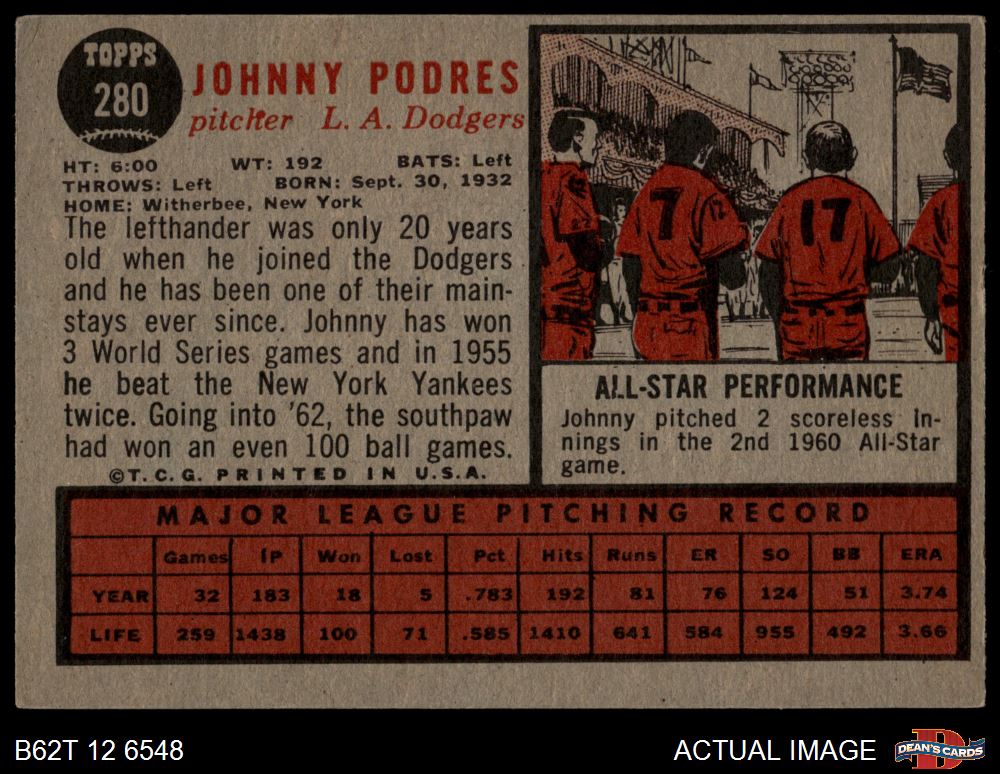 TOPPS
280
JOHNNY PODRES
pitcher L. A. Dodgers
HT: 6:00 WT: 192 BATS: Left
THROWS: Left BORN: Sept. 30, 1932
HOME: Witherbee, New York
The lefthander was only 20 years
old when he joined the Dodgers
and he has been one of their main-
stays ever since. Johnny has won
3 World Series games and in 1955
he beat the New York Yankees
twice. Going into '62, the southpaw
had won an even 100 ball games.
©T. C. G. PRINTED IN U.S.A.
7 12
17
ALL-STAR PERFORMANCE
Johnny pitched 2 scoreless in-
nings in the 2nd 1960 All-Star
game.
MAJOR LEAGUE PITCHING RECORD
Games IP Won Lost Pct Hits Runs ER SO BB ERA
YEAR 32 183 18 5 .783 192 81 76 124 51 3.74
LIFE 259 1438 100 71 .585 1410 641 584 955 492 3.66
B62T 12 6548
ACTUAL IMAGE
D
DEAN'S CARDS